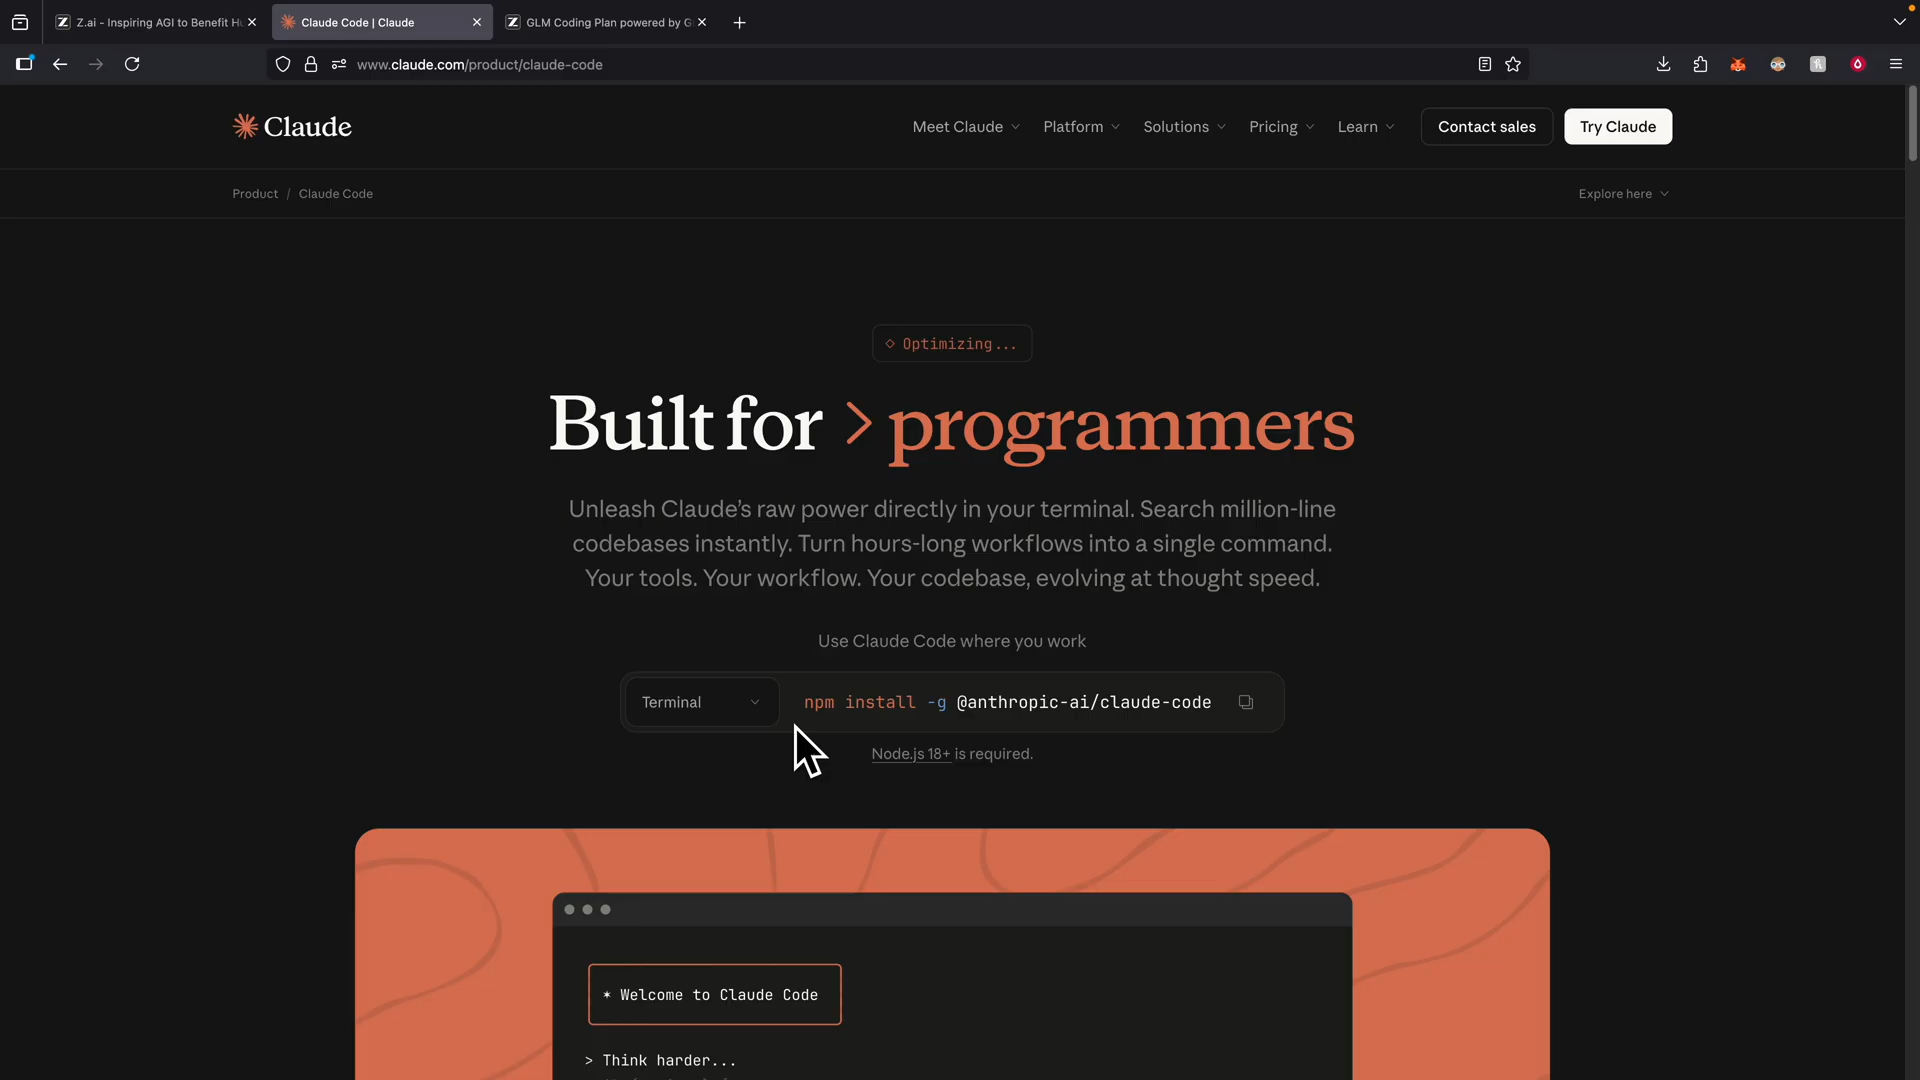 Z.ai - Inspiring AGI to Benefit Hu
Claude Code | Claude
GLM Coding Plan powered by G
www.claude.com/product/claude-code
Claude
Meet Claude
Platform
Solutions
Pricing
Learn
Contact sales
Try Claude
Product / Claude Code
Explore here
◇ Optimizing...
Built for > programmers
Unleash Claude’s raw power directly in your terminal. Search million-line
codebases instantly. Turn hours-long workflows into a single command.
Your tools. Your workflow. Your codebase, evolving at thought speed.
Use Claude Code where you work
Terminal
npm install -g @anthropic-ai/claude-code
Node.js 18+ is required.
✶ Welcome to Claude Code
> Think harder...